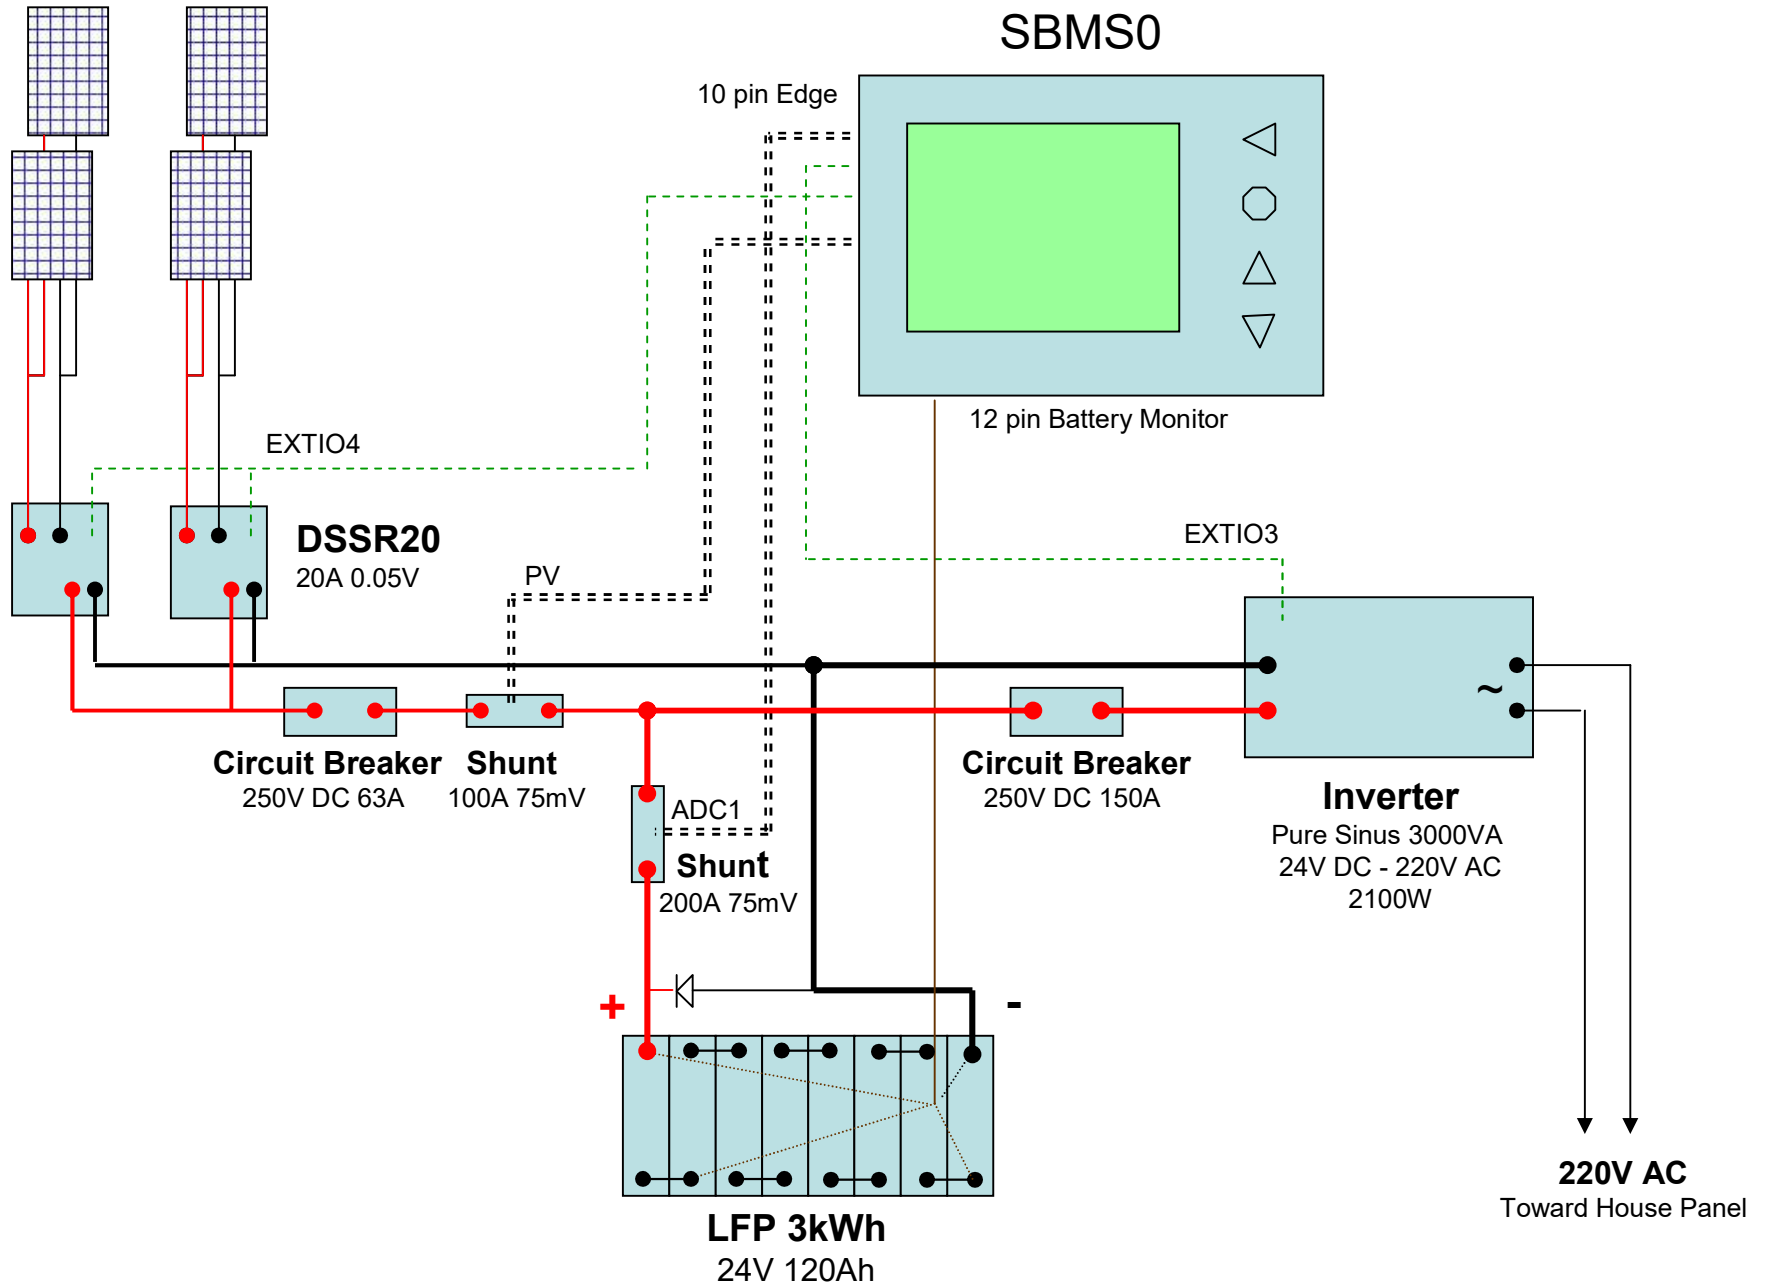 SBMS0
10 pin Edge
12 pin Battery Monitor
EXTIO4
DSSR20
20A 0.05V
PV
EXTIO3
Circuit Breaker
250V DC 63A
Shunt
100A 75mV
ADC1
Shunt
200A 75mV
Circuit Breaker
250V DC 150A
~
Inverter
Pure Sinus 3000VA
24V DC - 220V AC
2100W
+
-
220V AC
Toward House Panel
LFP 3kWh
24V 120Ah